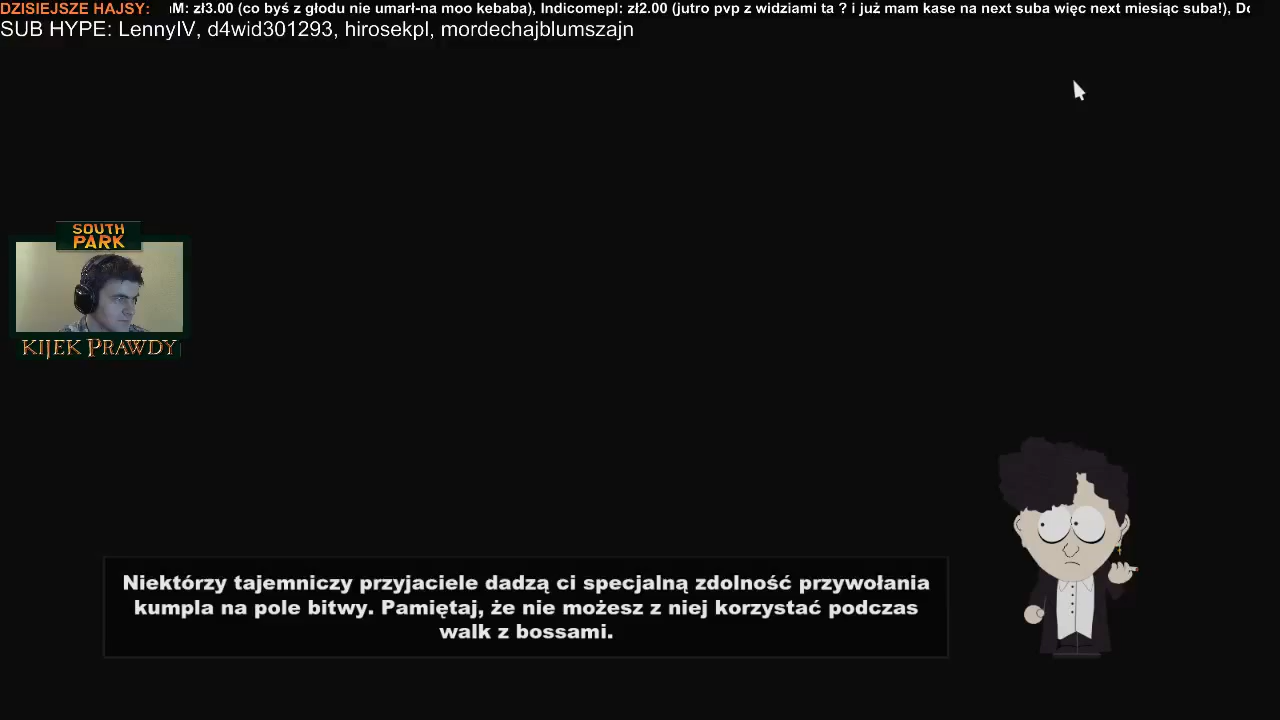 DZISIEJSZE HAJSY: M: zł3.00 (co byś z głodu nie umarł-na moo kebaba), Indicomepl: zł2.00 (jutro pvp z widziami ta ? i już mam kase na next suba więc next miesiąc suba!),
SUB HYPE: LennyIV, d4wid301293, hirosekpl, mordechajblumszajn
SOUTH
PARK
KIJEK PRAWDY
Niektórzy tajemniczy przyjaciele dadzą ci specjalną zdolność przywołania
kumpla na pole bitwy. Pamiętaj, że nie możesz z niej korzystać podczas
walk z bossami.